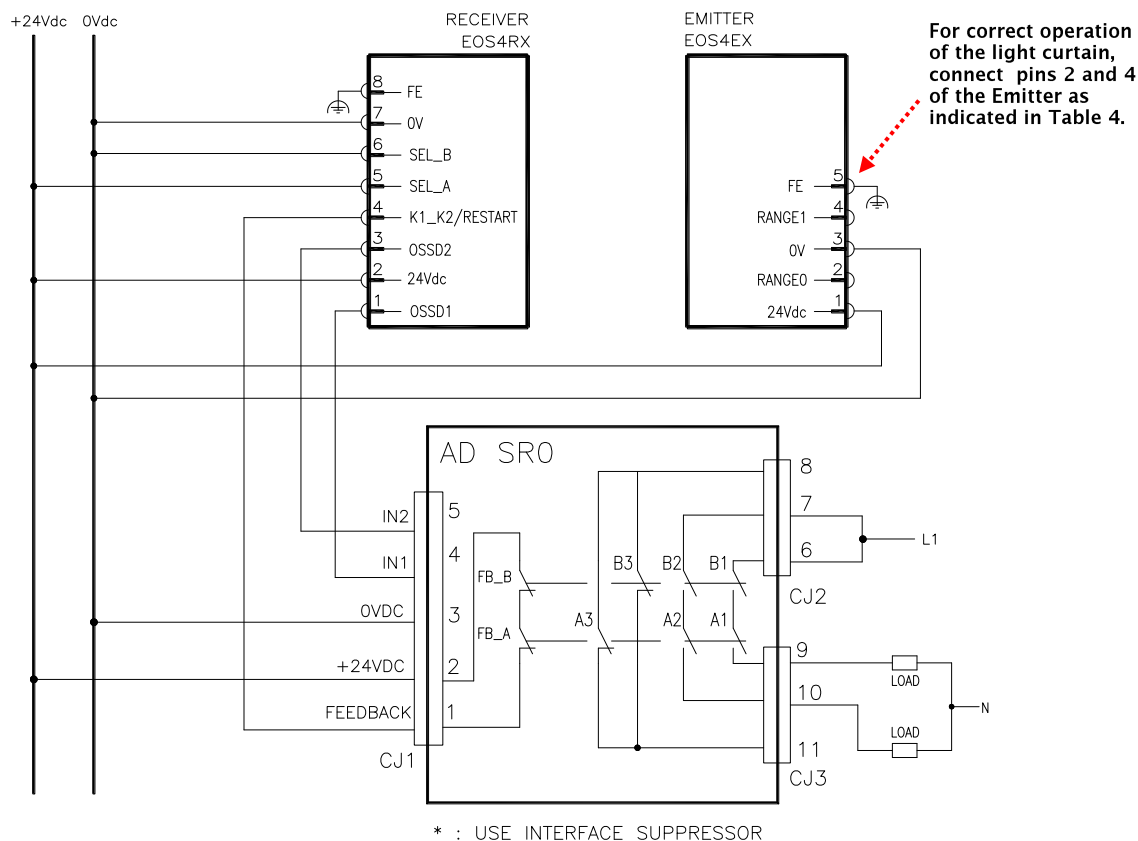 +24Vdc 0Vdc
RECEIVER
EOS4RX
EMITTER
EOS4EX
For correct operation
of the light curtain,
connect pins 2 and 4
of the Emitter as
indicated in Table 4.
8 FE
7 0V
6 SEL_B
5 SEL_A
4 K1_K2/RESTART
3 OSSD2
2 24Vdc
1 OSSD1
FE 5
RANGE1 4
0V 3
RANGE0 2
24Vdc 1
AD SR0
IN2 5
IN1 4
0VDC 3
+24VDC 2
FEEDBACK 1
CJ1
FB_B
FB_A
B3 B2 B1
A3 A2 A1
8
7
6
L1
CJ2
9
10
11
CJ3
LOAD
N
LOAD
* : USE INTERFACE SUPPRESSOR